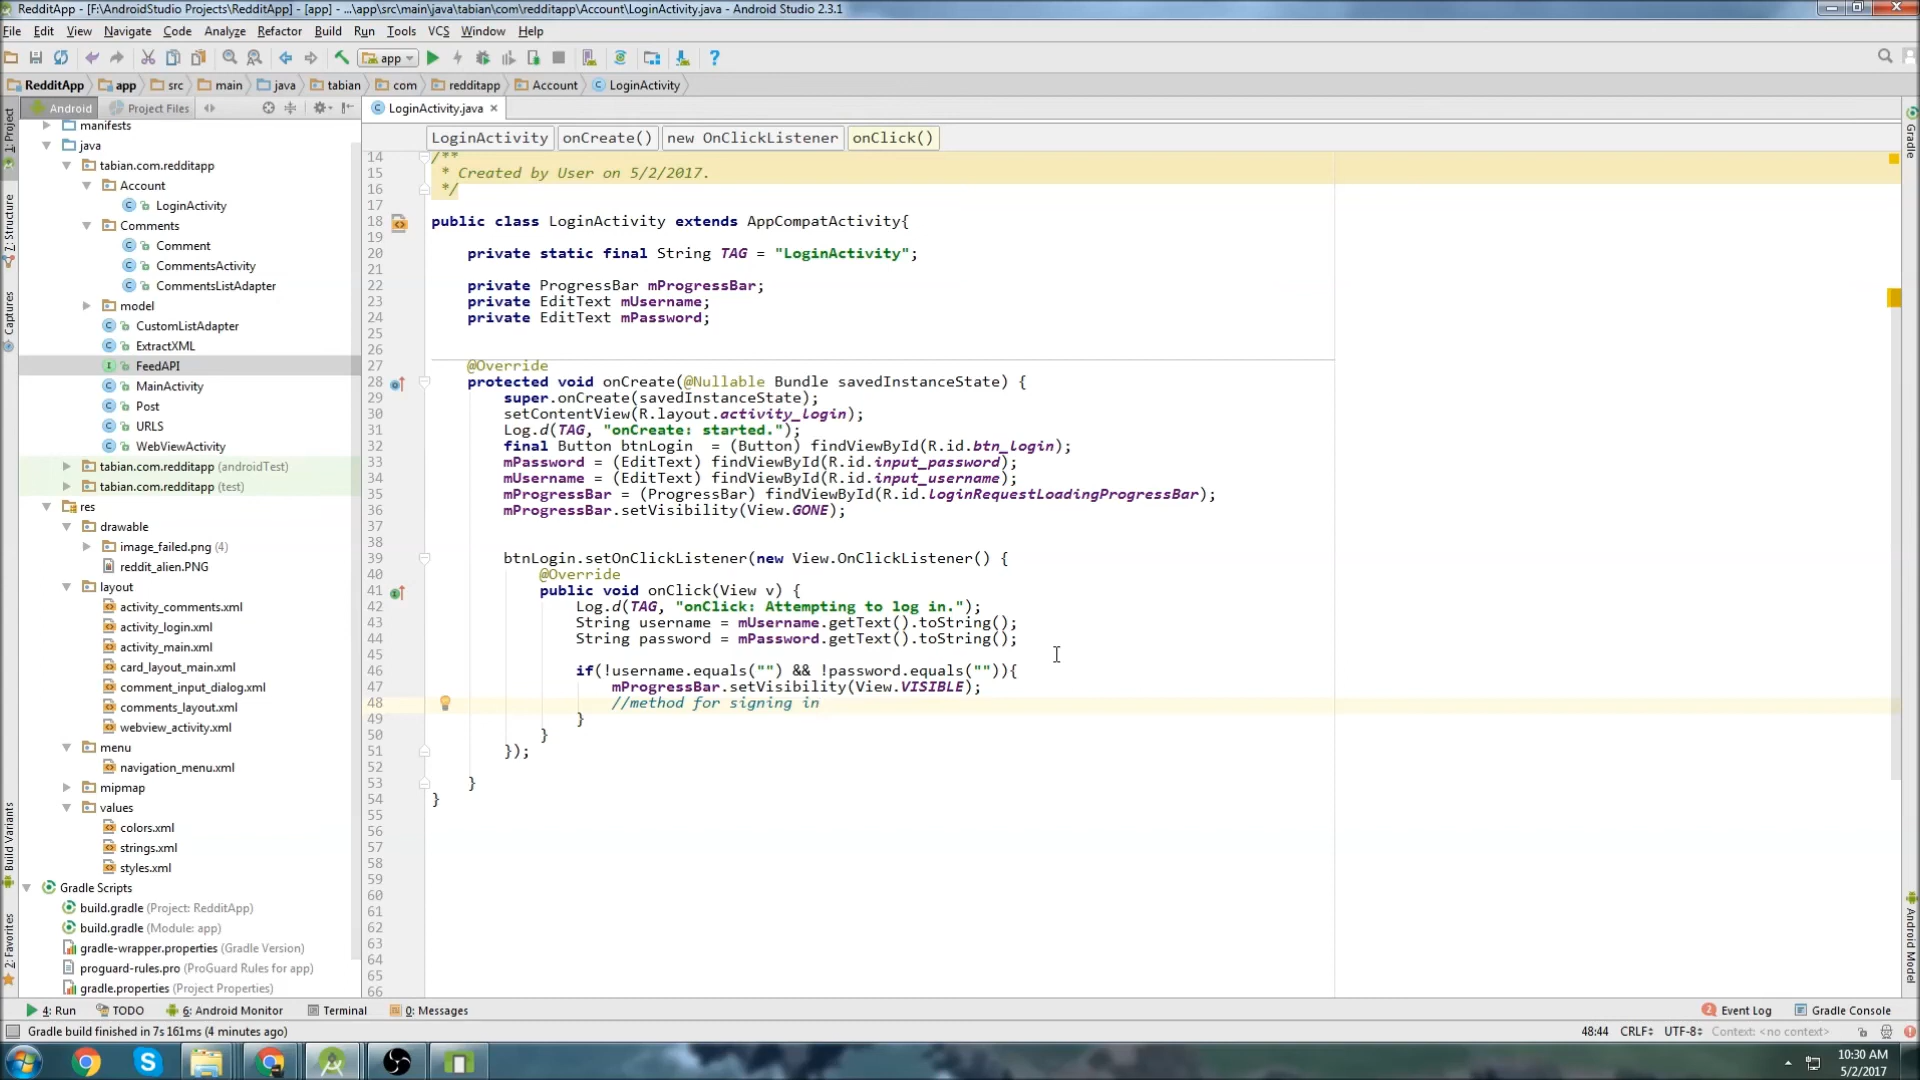 RedditApp - [F:\AndroidStudio Projects\RedditApp] - [app] - ...\app\src\main\java\tabian\com\redditapp\Account\LoginActivity.java - Android Studio 2.3.1
File Edit View Navigate Code Analyze Refactor Build Run Tools VCS Window Help
app
RedditApp app src main java tabian com redditapp Account LoginActivity
Android Project Files
LoginActivity.java
LoginActivity onCreate() new OnClickListener onClick()
1: Project
7: Structure
Captures
Build Variants
2: Favorites
manifests
java
tabian.com.redditapp
Account
LoginActivity
Comments
Comment
CommentsActivity
CommentsListAdapter
model
CustomListAdapter
ExtractXML
FeedAPI
MainActivity
Post
URLS
WebViewActivity
tabian.com.redditapp (androidTest)
tabian.com.redditapp (test)
res
drawable
image_failed.png (4)
reddit_alien.PNG
layout
activity_comments.xml
activity_login.xml
activity_main.xml
card_layout_main.xml
comment_input_dialog.xml
comments_layout.xml
webview_activity.xml
menu
navigation_menu.xml
mipmap
values
colors.xml
strings.xml
styles.xml
Gradle Scripts
build.gradle (Project: RedditApp)
build.gradle (Module: app)
gradle-wrapper.properties (Gradle Version)
proguard-rules.pro (ProGuard Rules for app)
gradle.properties (Project Properties)
14 /**
15 * Created by User on 5/2/2017.
16 */
17
18 public class LoginActivity extends AppCompatActivity{
19
20 private static final String TAG = "LoginActivity";
21
22 private ProgressBar mProgressBar;
23 private EditText mUsername;
24 private EditText mPassword;
25
26
27 @Override
28 protected void onCreate(@Nullable Bundle savedInstanceState) {
29 super.onCreate(savedInstanceState);
30 setContentView(R.layout.activity_login);
31 Log.d(TAG, "onCreate: started.");
32 final Button btnLogin = (Button) findViewById(R.id.btn_login);
33 mPassword = (EditText) findViewById(R.id.input_password);
34 mUsername = (EditText) findViewById(R.id.input_username);
35 mProgressBar = (ProgressBar) findViewById(R.id.loginRequestLoadingProgressBar);
36 mProgressBar.setVisibility(View.GONE);
37
38
39 btnLogin.setOnClickListener(new View.OnClickListener() {
40 @Override
41 public void onClick(View v) {
42 Log.d(TAG, "onClick: Attempting to log in.");
43 String username = mUsername.getText().toString();
44 String password = mPassword.getText().toString();
45
46 if(!username.equals("") && !password.equals("")){
47 mProgressBar.setVisibility(View.VISIBLE);
48 //method for signing in
49 }
50 }
51 });
52
53 }
54 }
55
56
57
58
59
60
61
62
63
64
65
66
Gradle
Android Model
4: Run TODO 6: Android Monitor Terminal 0: Messages Event Log Gradle Console
Gradle build finished in 7s 161ms (4 minutes ago) 48:44 CRLF UTF-8 Context: <no context>
10:30 AM
5/2/2017